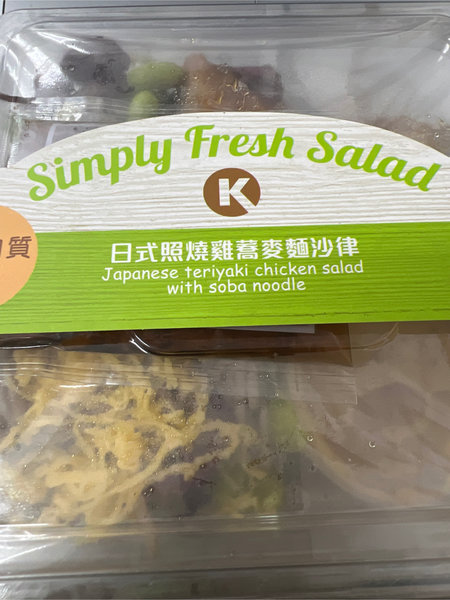 Simply Fresh Salad
K
質
日式照燒雞蕎麥麵沙律
Japanese teriyaki chicken salad
with soba noodle